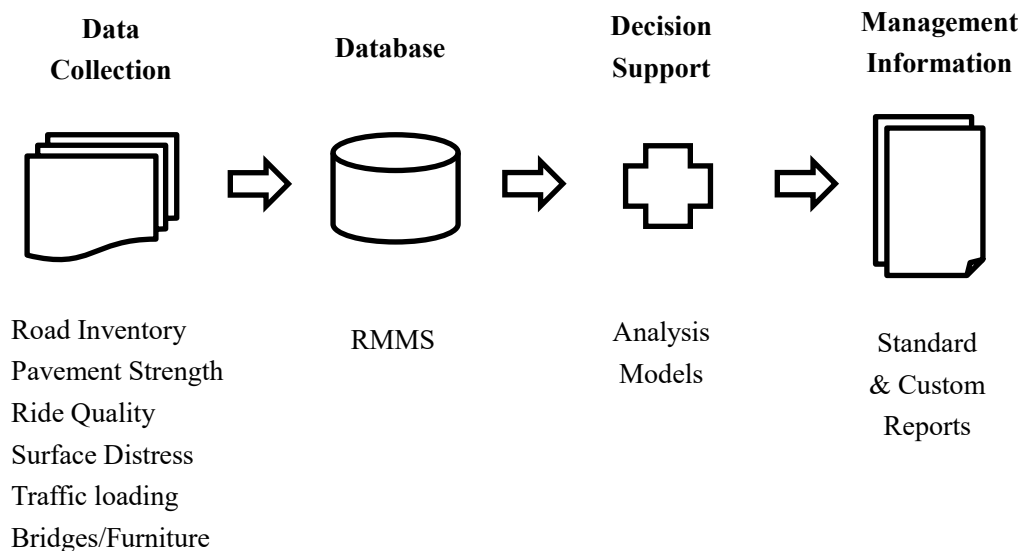 Data
Collection
Database
Decision
Support
Management
Information
Road Inventory
Pavement Strength
Ride Quality
Surface Distress
Traffic loading
Bridges/Furniture
RMMS
Analysis
Models
Standard
& Custom
Reports